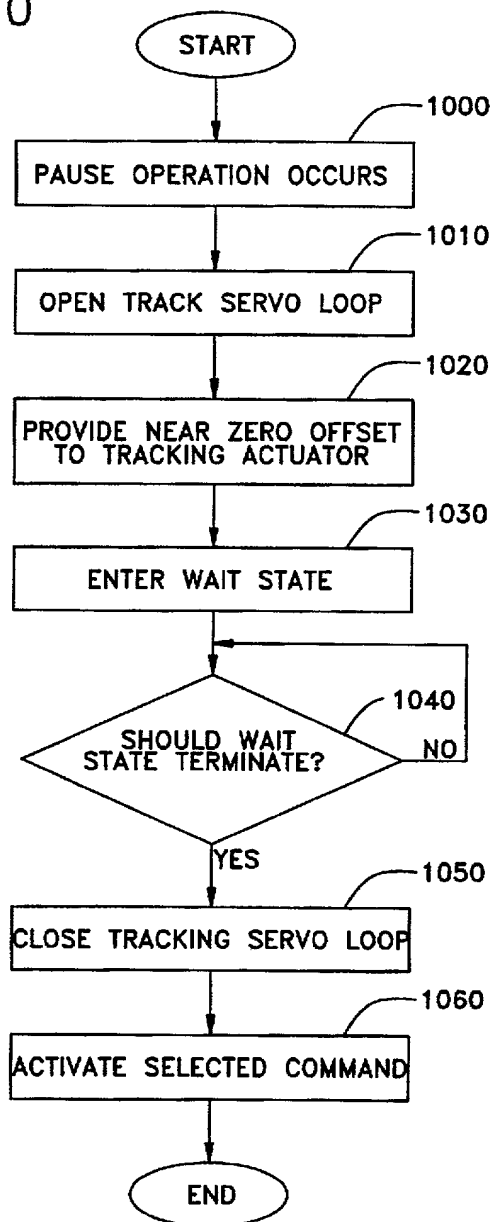 0
START
1000
PAUSE OPERATION OCCURS
1010
OPEN TRACK SERVO LOOP
1020
PROVIDE NEAR ZERO OFFSET
TO TRACKING ACTUATOR
1030
ENTER WAIT STATE
1040
SHOULD WAIT
STATE TERMINATE?
NO
YES
1050
CLOSE TRACKING SERVO LOOP
1060
ACTIVATE SELECTED COMMAND
END